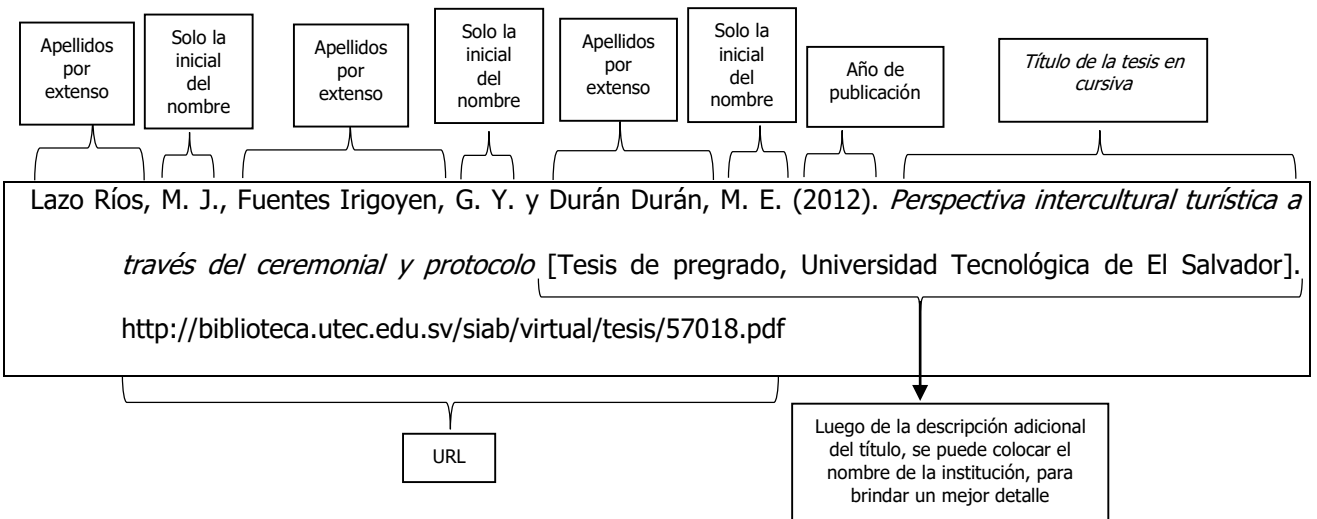 Apellidos
por
extenso
Solo la
inicial
del
nombre
Apellidos
por
extenso
Solo la
inicial
del
nombre
Apellidos
por
extenso
Solo la
inicial
del
nombre
Año de
publicación
Título de la tesis en
cursiva
Lazo Ríos, M. J., Fuentes Irigoyen, G. Y. y Durán Durán, M. E. (2012). Perspectiva intercultural turística a
través del ceremonial y protocolo [Tesis de pregrado, Universidad Tecnológica de El Salvador].
http://biblioteca.utec.edu.sv/siab/virtual/tesis/57018.pdf
URL
Luego de la descripción adicional
del título, se puede colocar el
nombre de la institución, para
brindar un mejor detalle